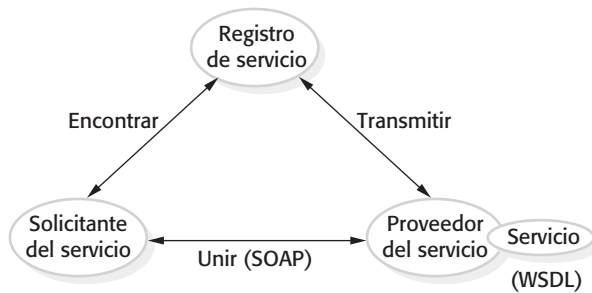 Registro
de servicio
Encontrar
Transmitir
Solicitante
del servicio
Unir (SOAP)
Proveedor
del servicio
Servicio
(WSDL)